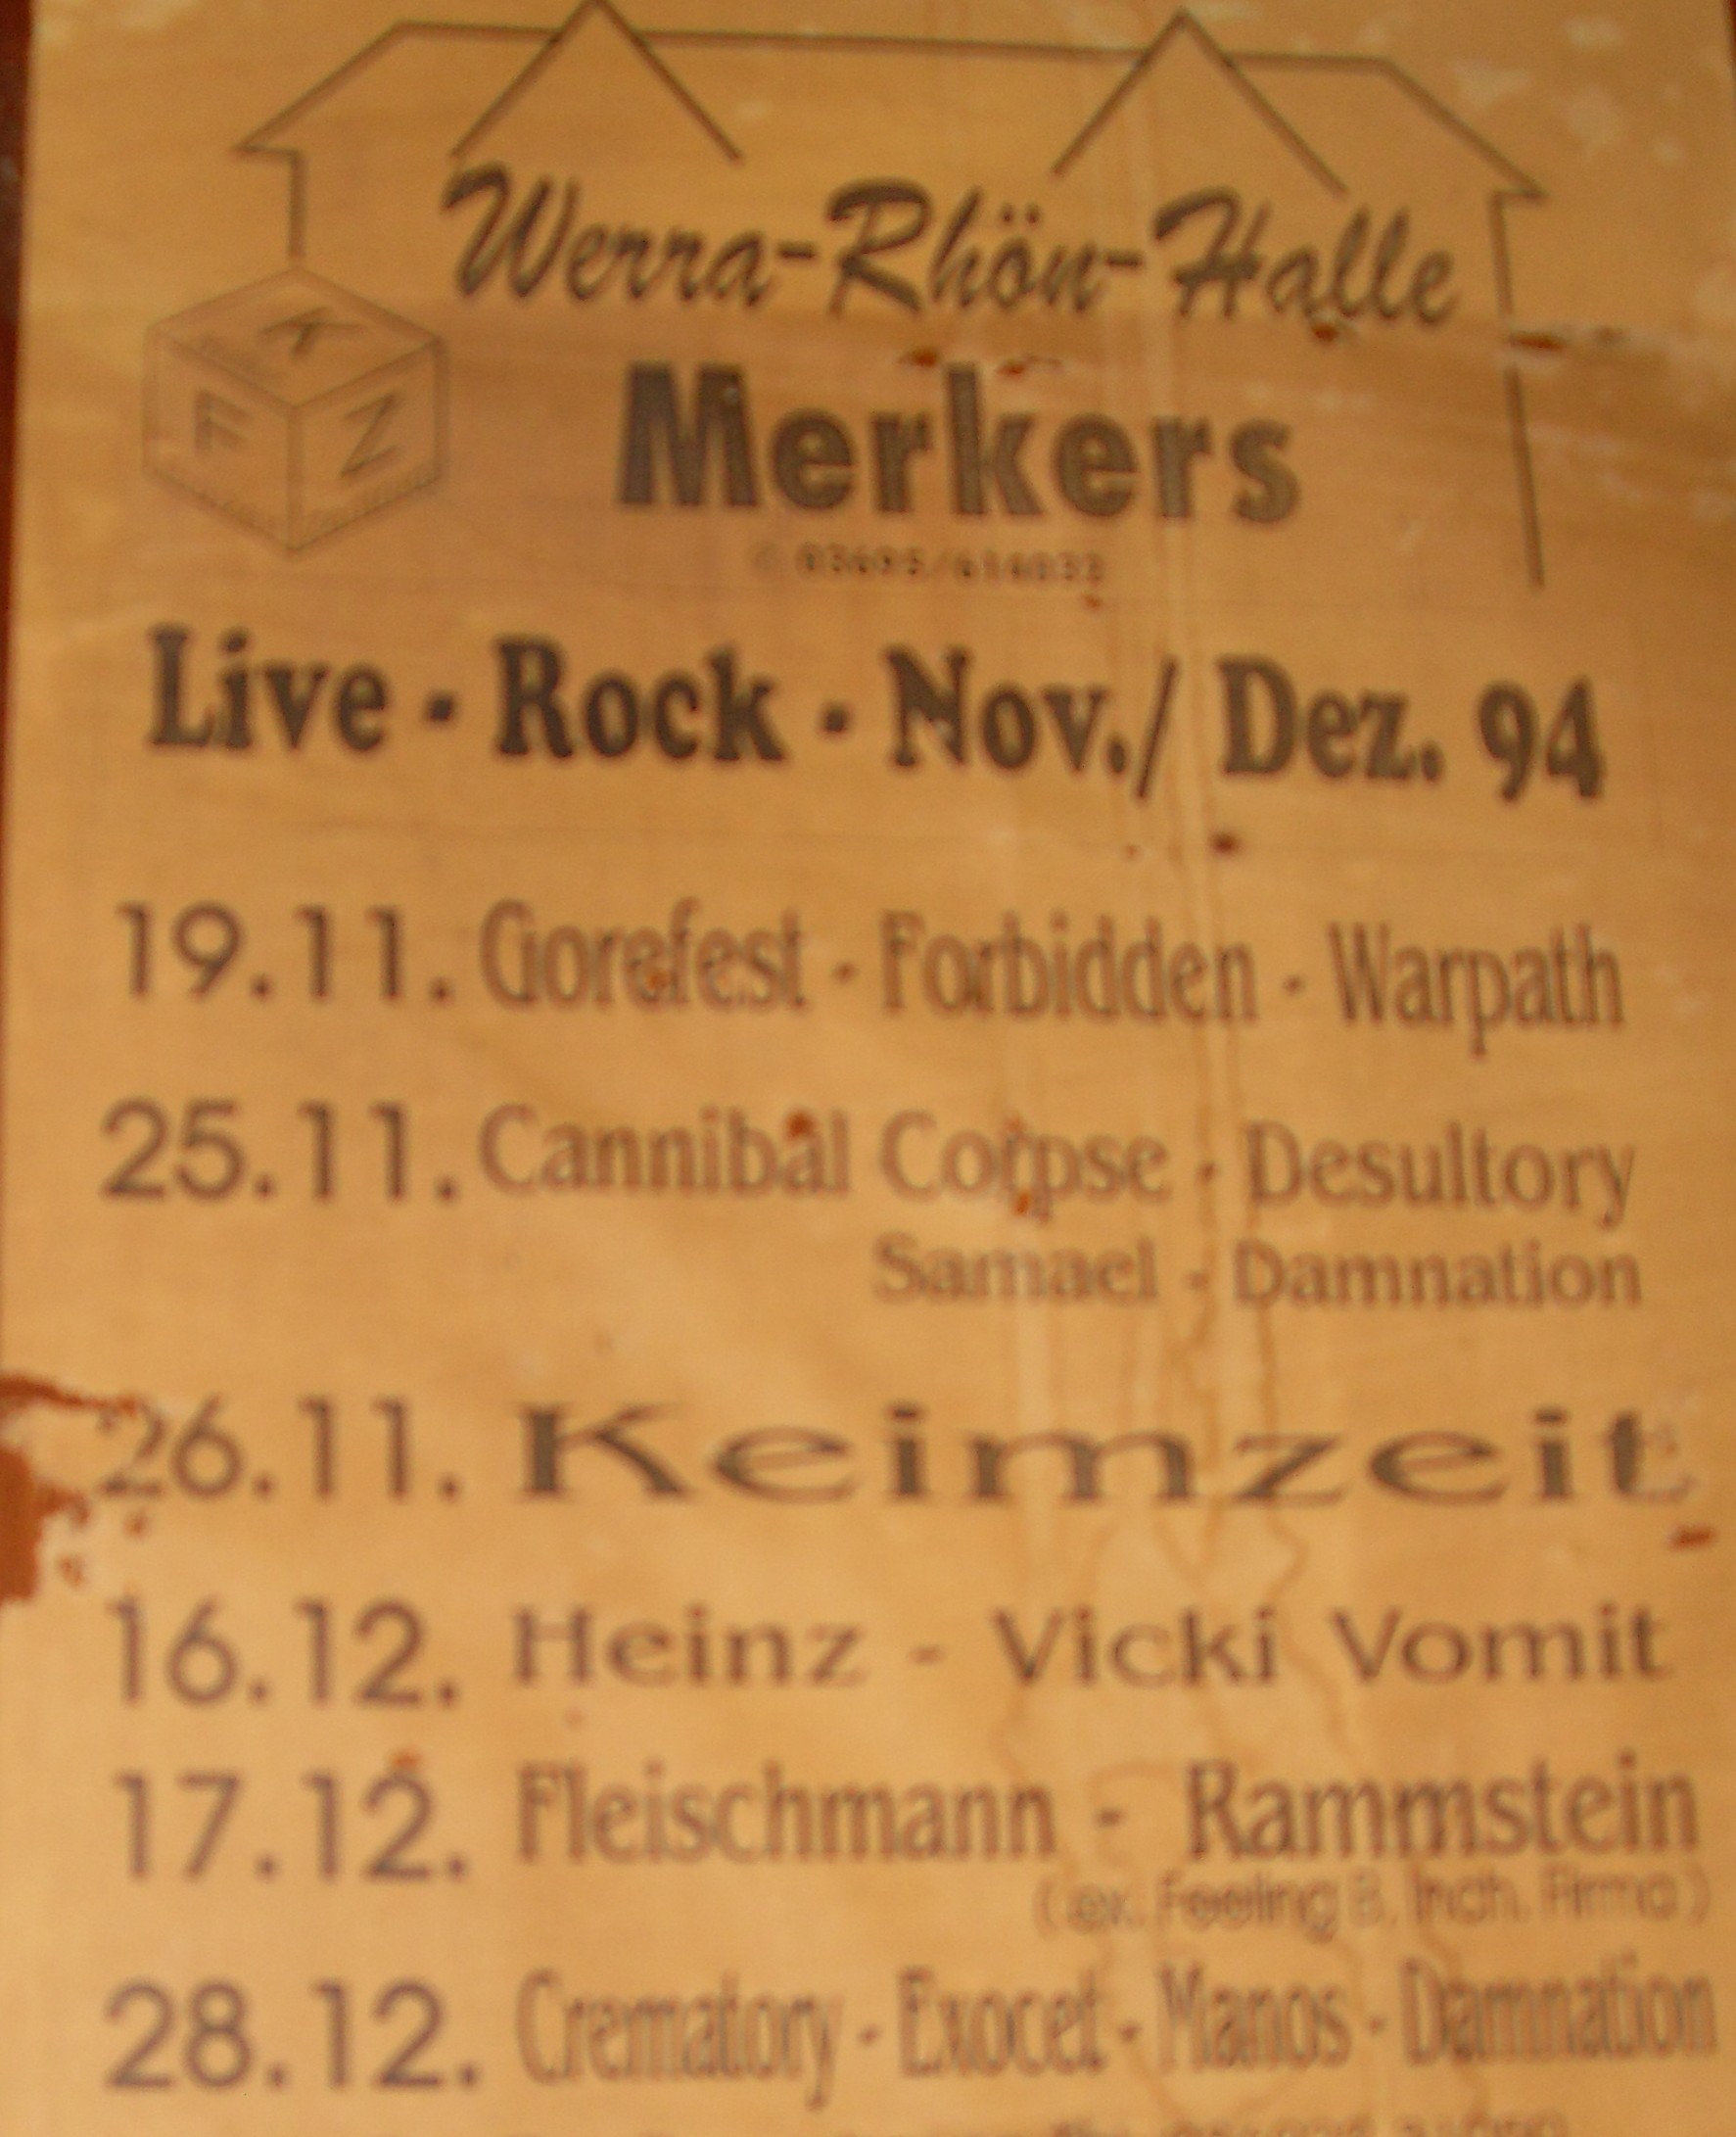 Werra-Rhön-Halle
K
F Z
Merkers
Live - Rock - Nov./ Dez. 94
19.11. Gorefest - Forbidden - Warpath
25.11. Cannibal Corpse - Desultory
Samael - Damnation
26.11. Keimzeit
16.12. Heinz - Vicki Vomit
17.12. Fleischmann - Rammstein
(ex. Feeling B, Inch. Firma)
28.12. Crematory - Exocet - Manos - Damnation